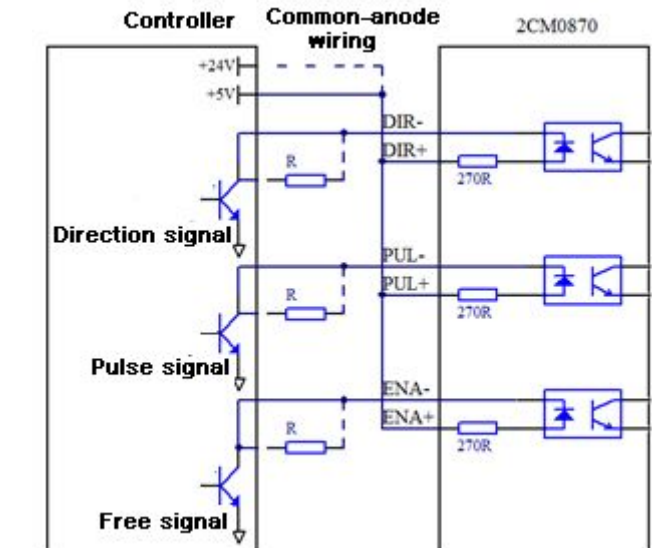 Controller
Common-anode
wiring
2CM0870
+24V
+5V
DIR-
DIR+
R
270R
Direction signal
PUL-
PUL+
R
270R
Pulse signal
ENA-
ENA+
R
270R
Free signal